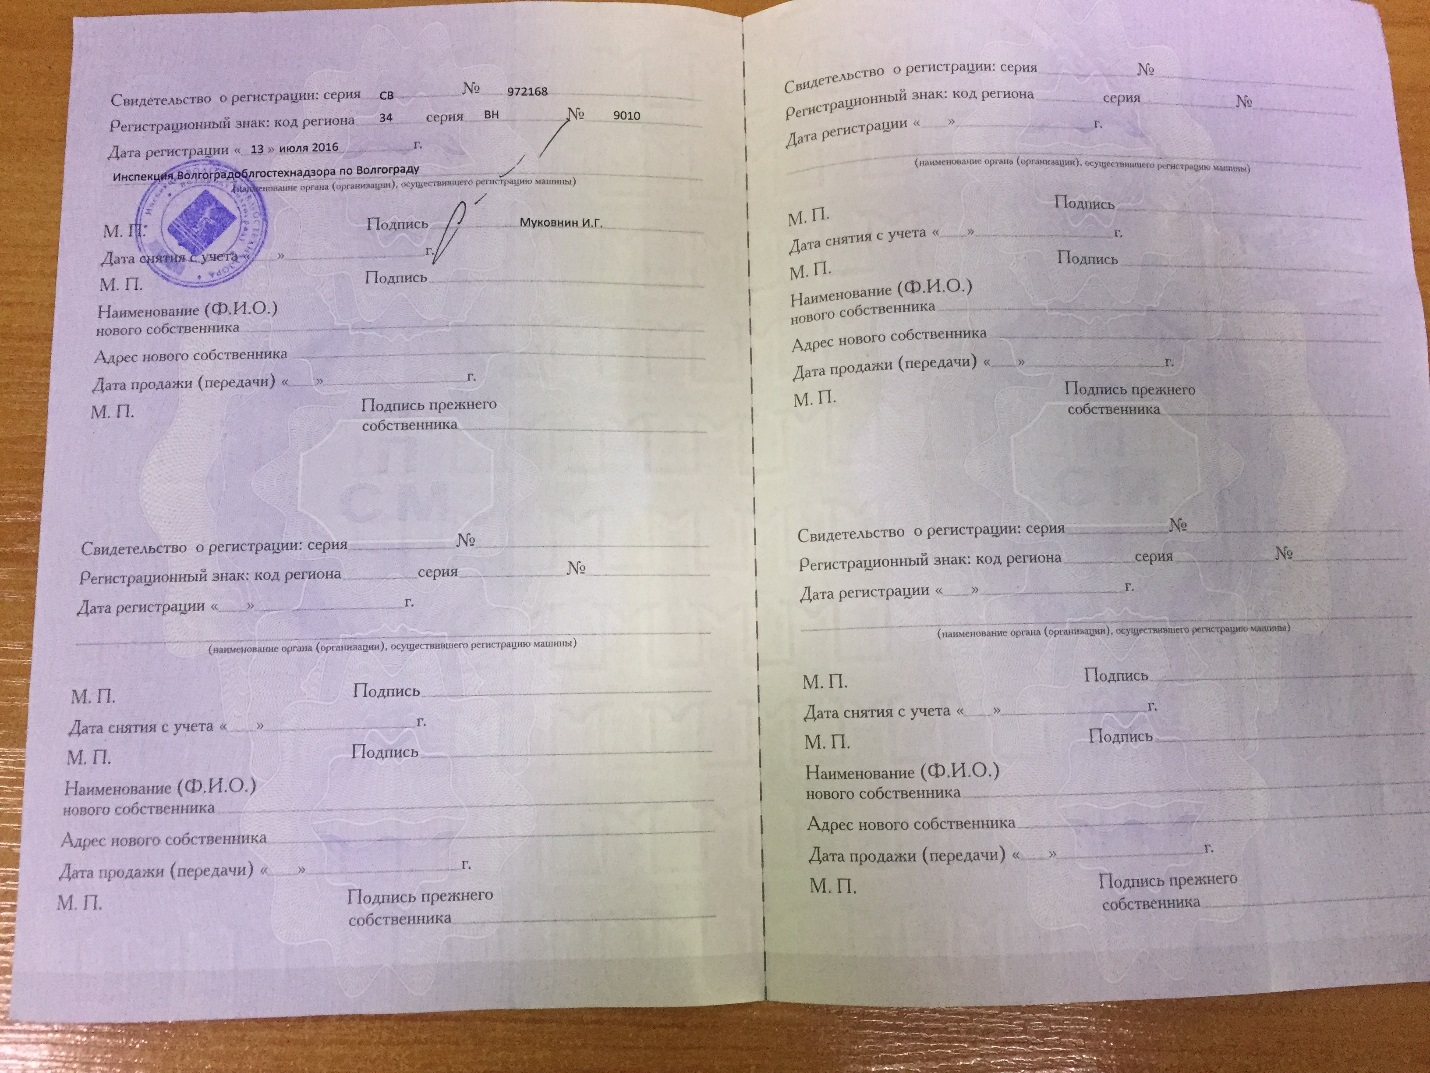 Свидетельство о регистрации: серия СВ № 972168
Регистрационный знак: код региона 34 серия ВН № 9010
Дата регистрации « 13 » июля 2016 г.
Инспекция Волгоградоблгостехнадзора по Волгограду
(наименование органа (организации), осуществившего регистрацию машины)
М. П. Подпись Муковнин И.Г.
Дата снятия с учета « » г.
М. П. Подпись
Наименование (Ф.И.О.)
нового собственника
Адрес нового собственника
Дата продажи (передачи) « » г.
М. П. Подпись прежнего
собственника
П
СМ
Свидетельство о регистрации: серия №
Регистрационный знак: код региона серия №
Дата регистрации « » г.
(наименование органа (организации), осуществившего регистрацию машины)
М. П. Подпись
Дата снятия с учета « » г.
М. П. Подпись
Наименование (Ф.И.О.)
нового собственника
Адрес нового собственника
Дата продажи (передачи) « » г.
М. П. Подпись прежнего
собственника
Свидетельство о регистрации: серия №
Регистрационный знак: код региона серия №
Дата регистрации « » г.
(наименование органа (организации), осуществившего регистрацию машины)
М. П. Подпись
Дата снятия с учета « » г.
М. П. Подпись
Наименование (Ф.И.О.)
нового собственника
Адрес нового собственника
Дата продажи (передачи) « » г.
М. П. Подпись прежнего
собственника
СМ
Свидетельство о регистрации: серия №
Регистрационный знак: код региона серия №
Дата регистрации « » г.
(наименование органа (организации), осуществившего регистрацию машины)
М. П. Подпись
Дата снятия с учета « » г.
М. П. Подпись
Наименование (Ф.И.О.)
нового собственника
Адрес нового собственника
Дата продажи (передачи) « » г.
М. П. Подпись прежнего
собственника